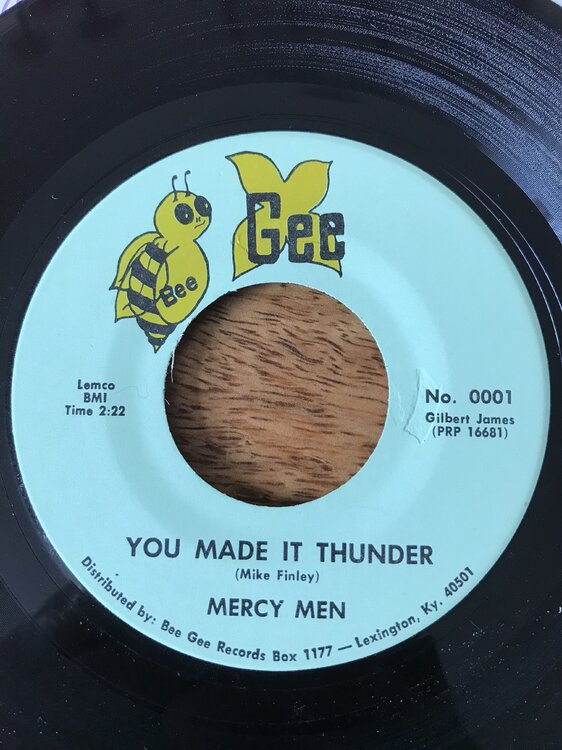 Bee
Gee
Lemco
BMI
Time 2:22
No. 0001
Gilbert James
(PRP 16681)
YOU MADE IT THUNDER
(Mike Finley)
MERCY MEN
Distributed by: Bee Gee Records Box 1177 — Lexington, Ky. 40501